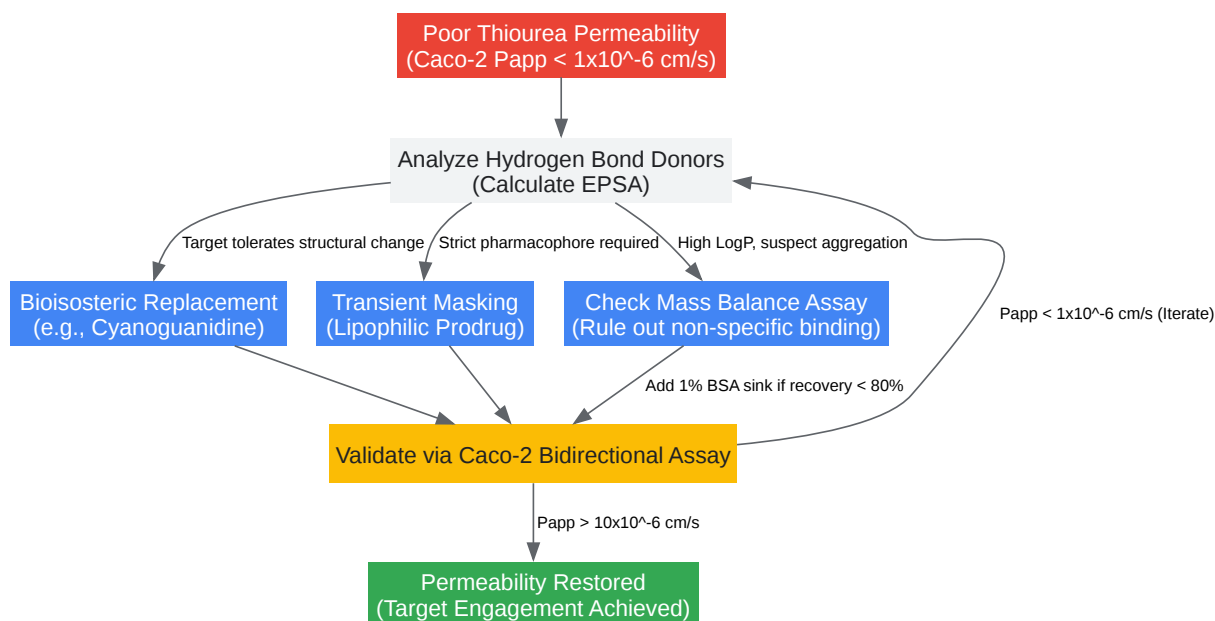 Poor Thiourea Permeability
(Caco-2 Papp < 1x10^-6 cm/s)
Analyze Hydrogen Bond Donors
(Calculate EPSA)
Target tolerates structural change
Strict pharmacophore required
High LogP, suspect aggregation
Bioisosteric Replacement
(e.g., Cyanoguanidine)
Transient Masking
(Lipophilic Prodrug)
Check Mass Balance Assay
(Rule out non-specific binding)
Papp < 1x10^-6 cm/s (Iterate)
Add 1% BSA sink if recovery < 80%
Validate via Caco-2 Bidirectional Assay
Papp > 10x10^-6 cm/s
Permeability Restored
(Target Engagement Achieved)